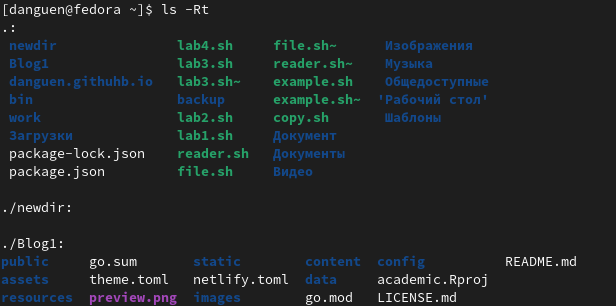 [danguen@fedora ~]$ ls -Rt
.:
newdir lab4.sh file.sh~ Изображения
Blog1 lab3.sh reader.sh~ Музыка
danguen.githuhb.io lab3.sh~ example.sh Общедоступные
bin backup example.sh~ 'Рабочий стол'
work lab2.sh copy.sh Шаблоны
Загрузки lab1.sh Документ
package-lock.json reader.sh Документы
package.json file.sh Видео
./newdir:
./Blog1:
public go.sum static content config README.md
assets theme.toml netlify.toml data academic.Rproj
resources preview.png images go.mod LICENSE.md